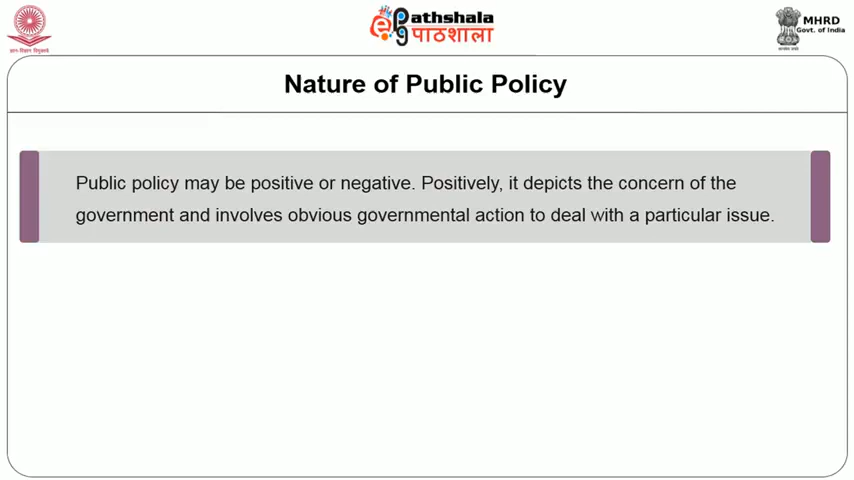 ePathshala
पाठशाला
MHRD
Govt. of India
Nature of Public Policy
Public policy may be positive or negative. Positively, it depicts the concern of the
government and involves obvious governmental action to deal with a particular issue.